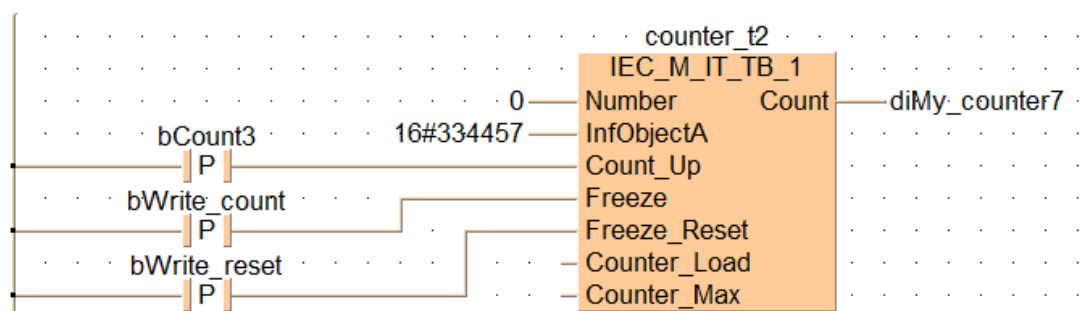 counter_t2
IEC_M_IT_TB_1
0 Number Count diMy_counter7
bCount3 16#334457 InfObjectA
P Count_Up
bWrite_count Freeze
P Freeze_Reset
bWrite_reset Counter_Load
P Counter_Max